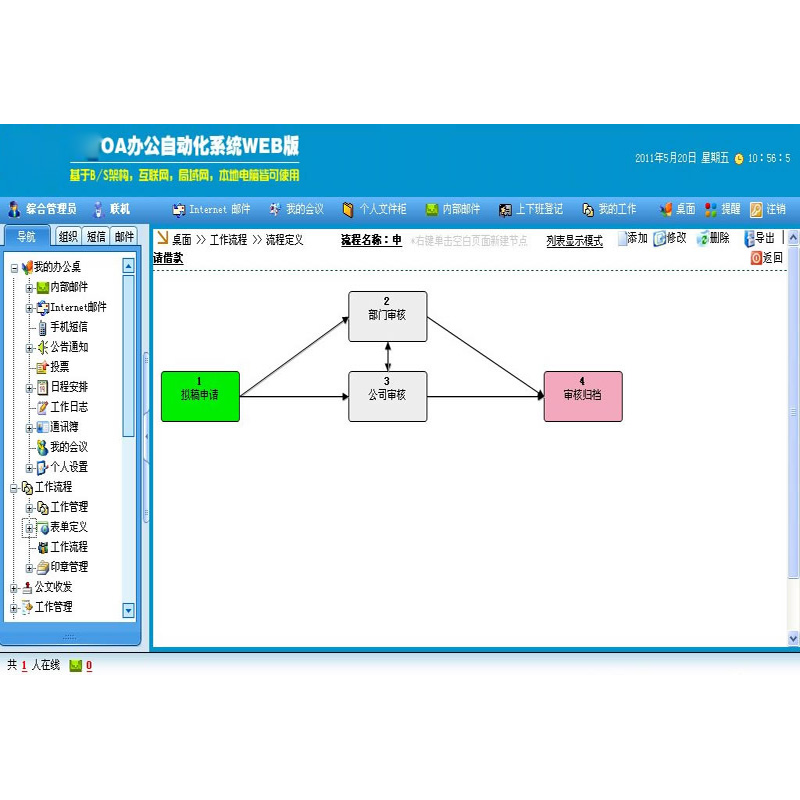 OA办公自动化系统WEB版
基于B/S架构，互联网，局域网，本地电脑皆可使用
2011年5月20日 星期五 10:56:5
综合管理员 联机 Internet 邮件 我的会议 个人文件柜 内部邮件 上下班登记 我的工作 桌面 提醒 注销
导航 组织 短信 邮件
桌面 >> 工作流程 >> 流程定义 流程名称：申请借款 *右键单击空白页面新建节点 列表显示模式 添加 修改 删除 导出 | 返回
我的办公桌
内部邮件
Internet邮件
手机短信
公告通知
投票
日程安排
工作日志
通讯簿
我的会议
个人设置
工作流程
工作管理
表单定义
工作流程
印章管理
公文收发
工作管理
2
部门审核
1
拟稿申请
3
公司审核
4
审核归档
共 1 人在线 0